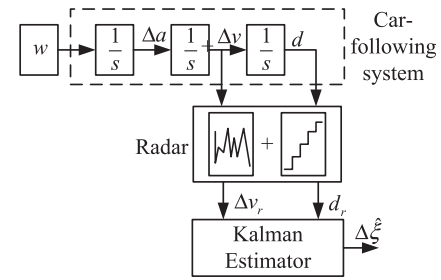 Car-
following
system
w
1
s
Δa
1
s
+
Δv
1
s
d
Radar
+
Δv_r
d_r
Kalman
Estimator
Δξ̂